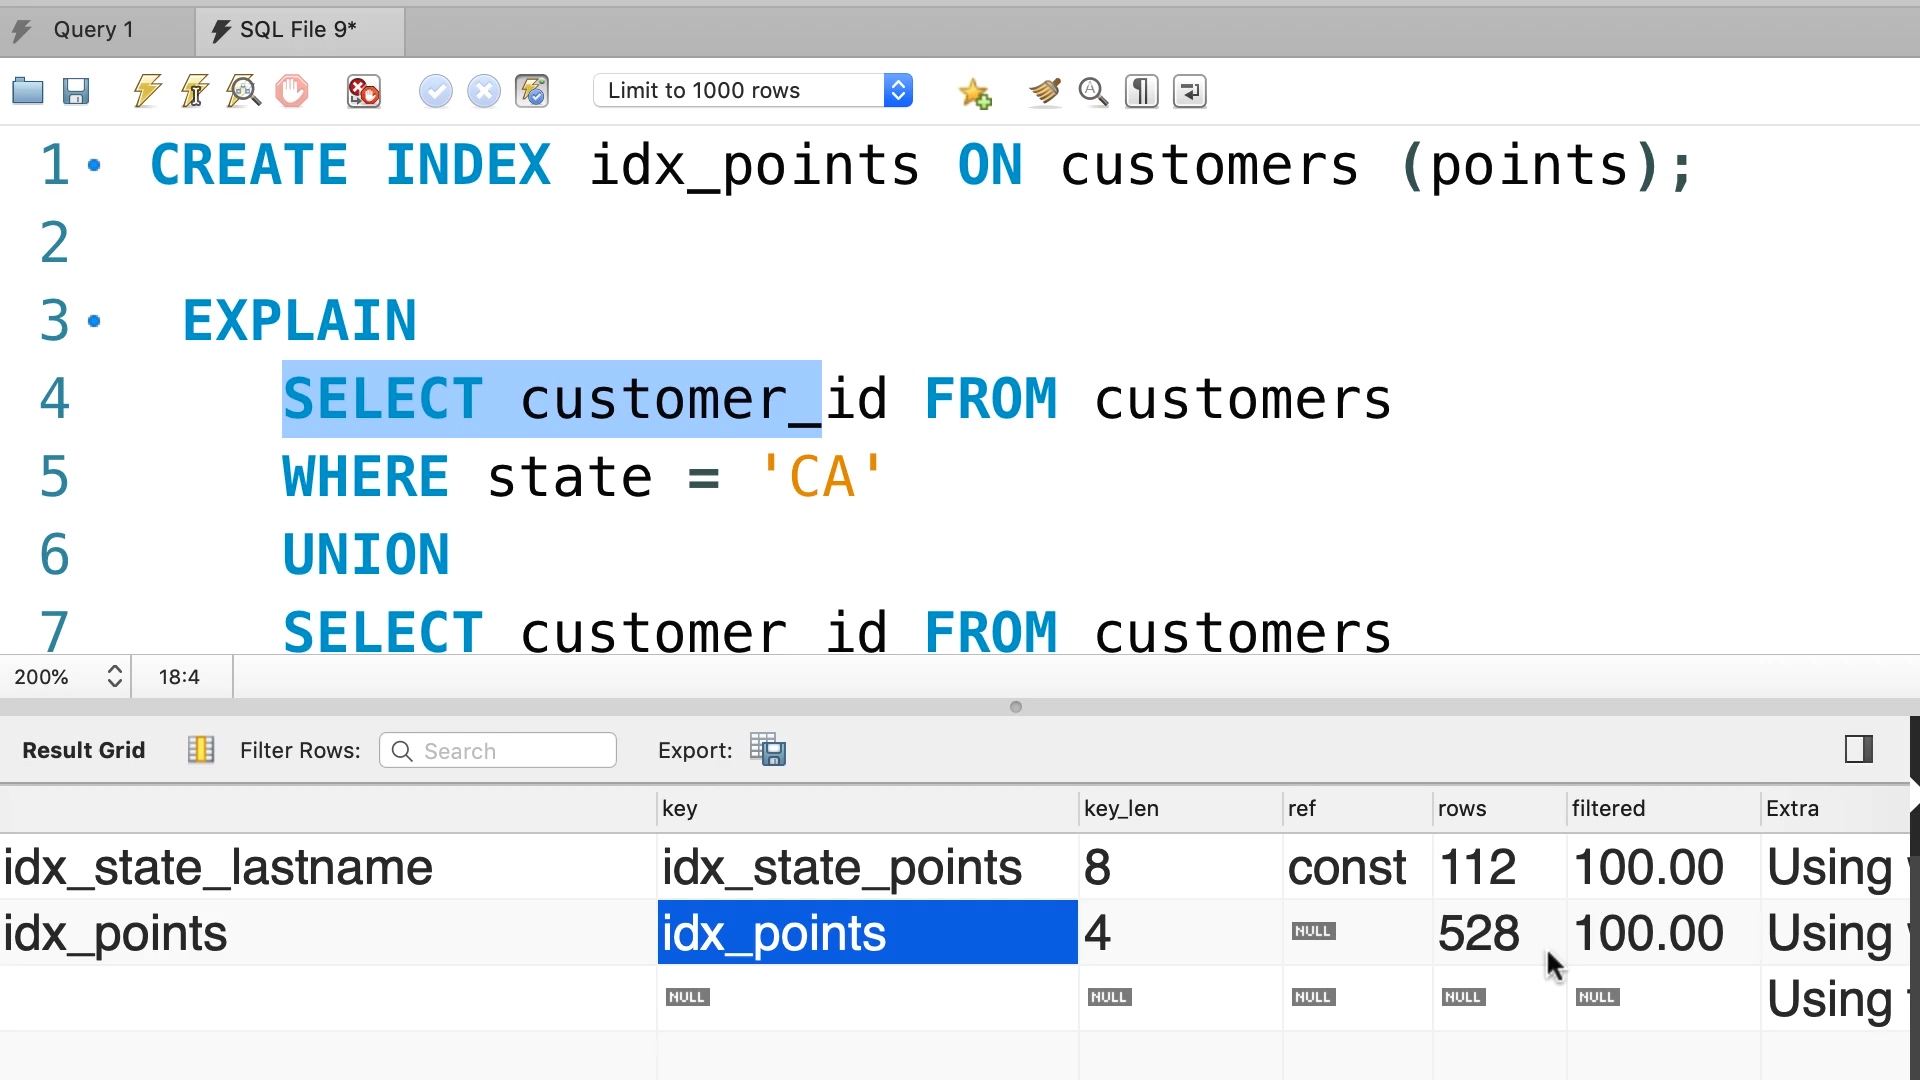 Query 1
SQL File 9*
Limit to 1000 rows
1 CREATE INDEX idx_points ON customers (points);
2
3 EXPLAIN
4 SELECT customer_id FROM customers
5 WHERE state = 'CA'
6 UNION
7 SELECT customer_id FROM customers
200% 18:4
Result Grid Filter Rows: Search Export:
key key_len ref rows filtered Extra
idx_state_lastname idx_state_points 8 const 112 100.00 Using
idx_points idx_points 4 NULL 528 100.00 Using
NULL NULL NULL NULL NULL Using